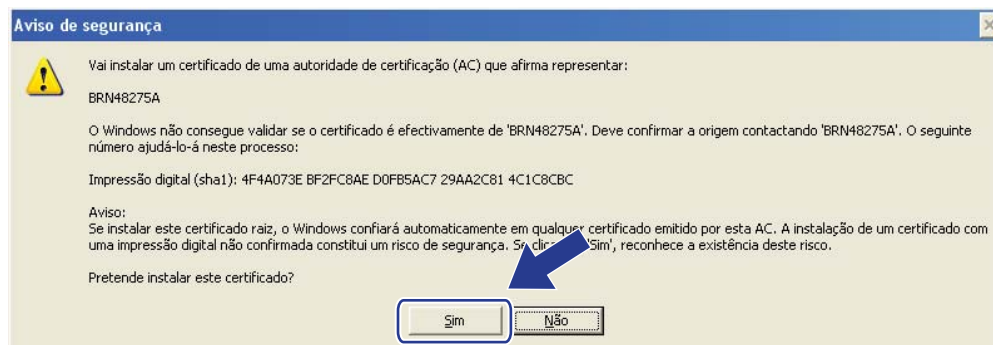 Aviso de segurança
Vai instalar um certificado de uma autoridade de certificação (AC) que afirma representar:
BRN48275A
O Windows não consegue validar se o certificado é efectivamente de 'BRN48275A'. Deve confirmar a origem contactando 'BRN48275A'. O seguinte
número ajudá-lo-á neste processo:
Impressão digital (sha1): 4F4A073E BF2FC8AE D0FB5AC7 29AA2C81 4C1C8CBC
Aviso:
Se instalar este certificado raiz, o Windows confiará automaticamente em qualquer certificado emitido por esta AC. A instalação de um certificado com
uma impressão digital não confirmada constitui um risco de segurança. Se 'Sim', reconhece a existência deste risco.
Pretende instalar este certificado?
Sim
Não